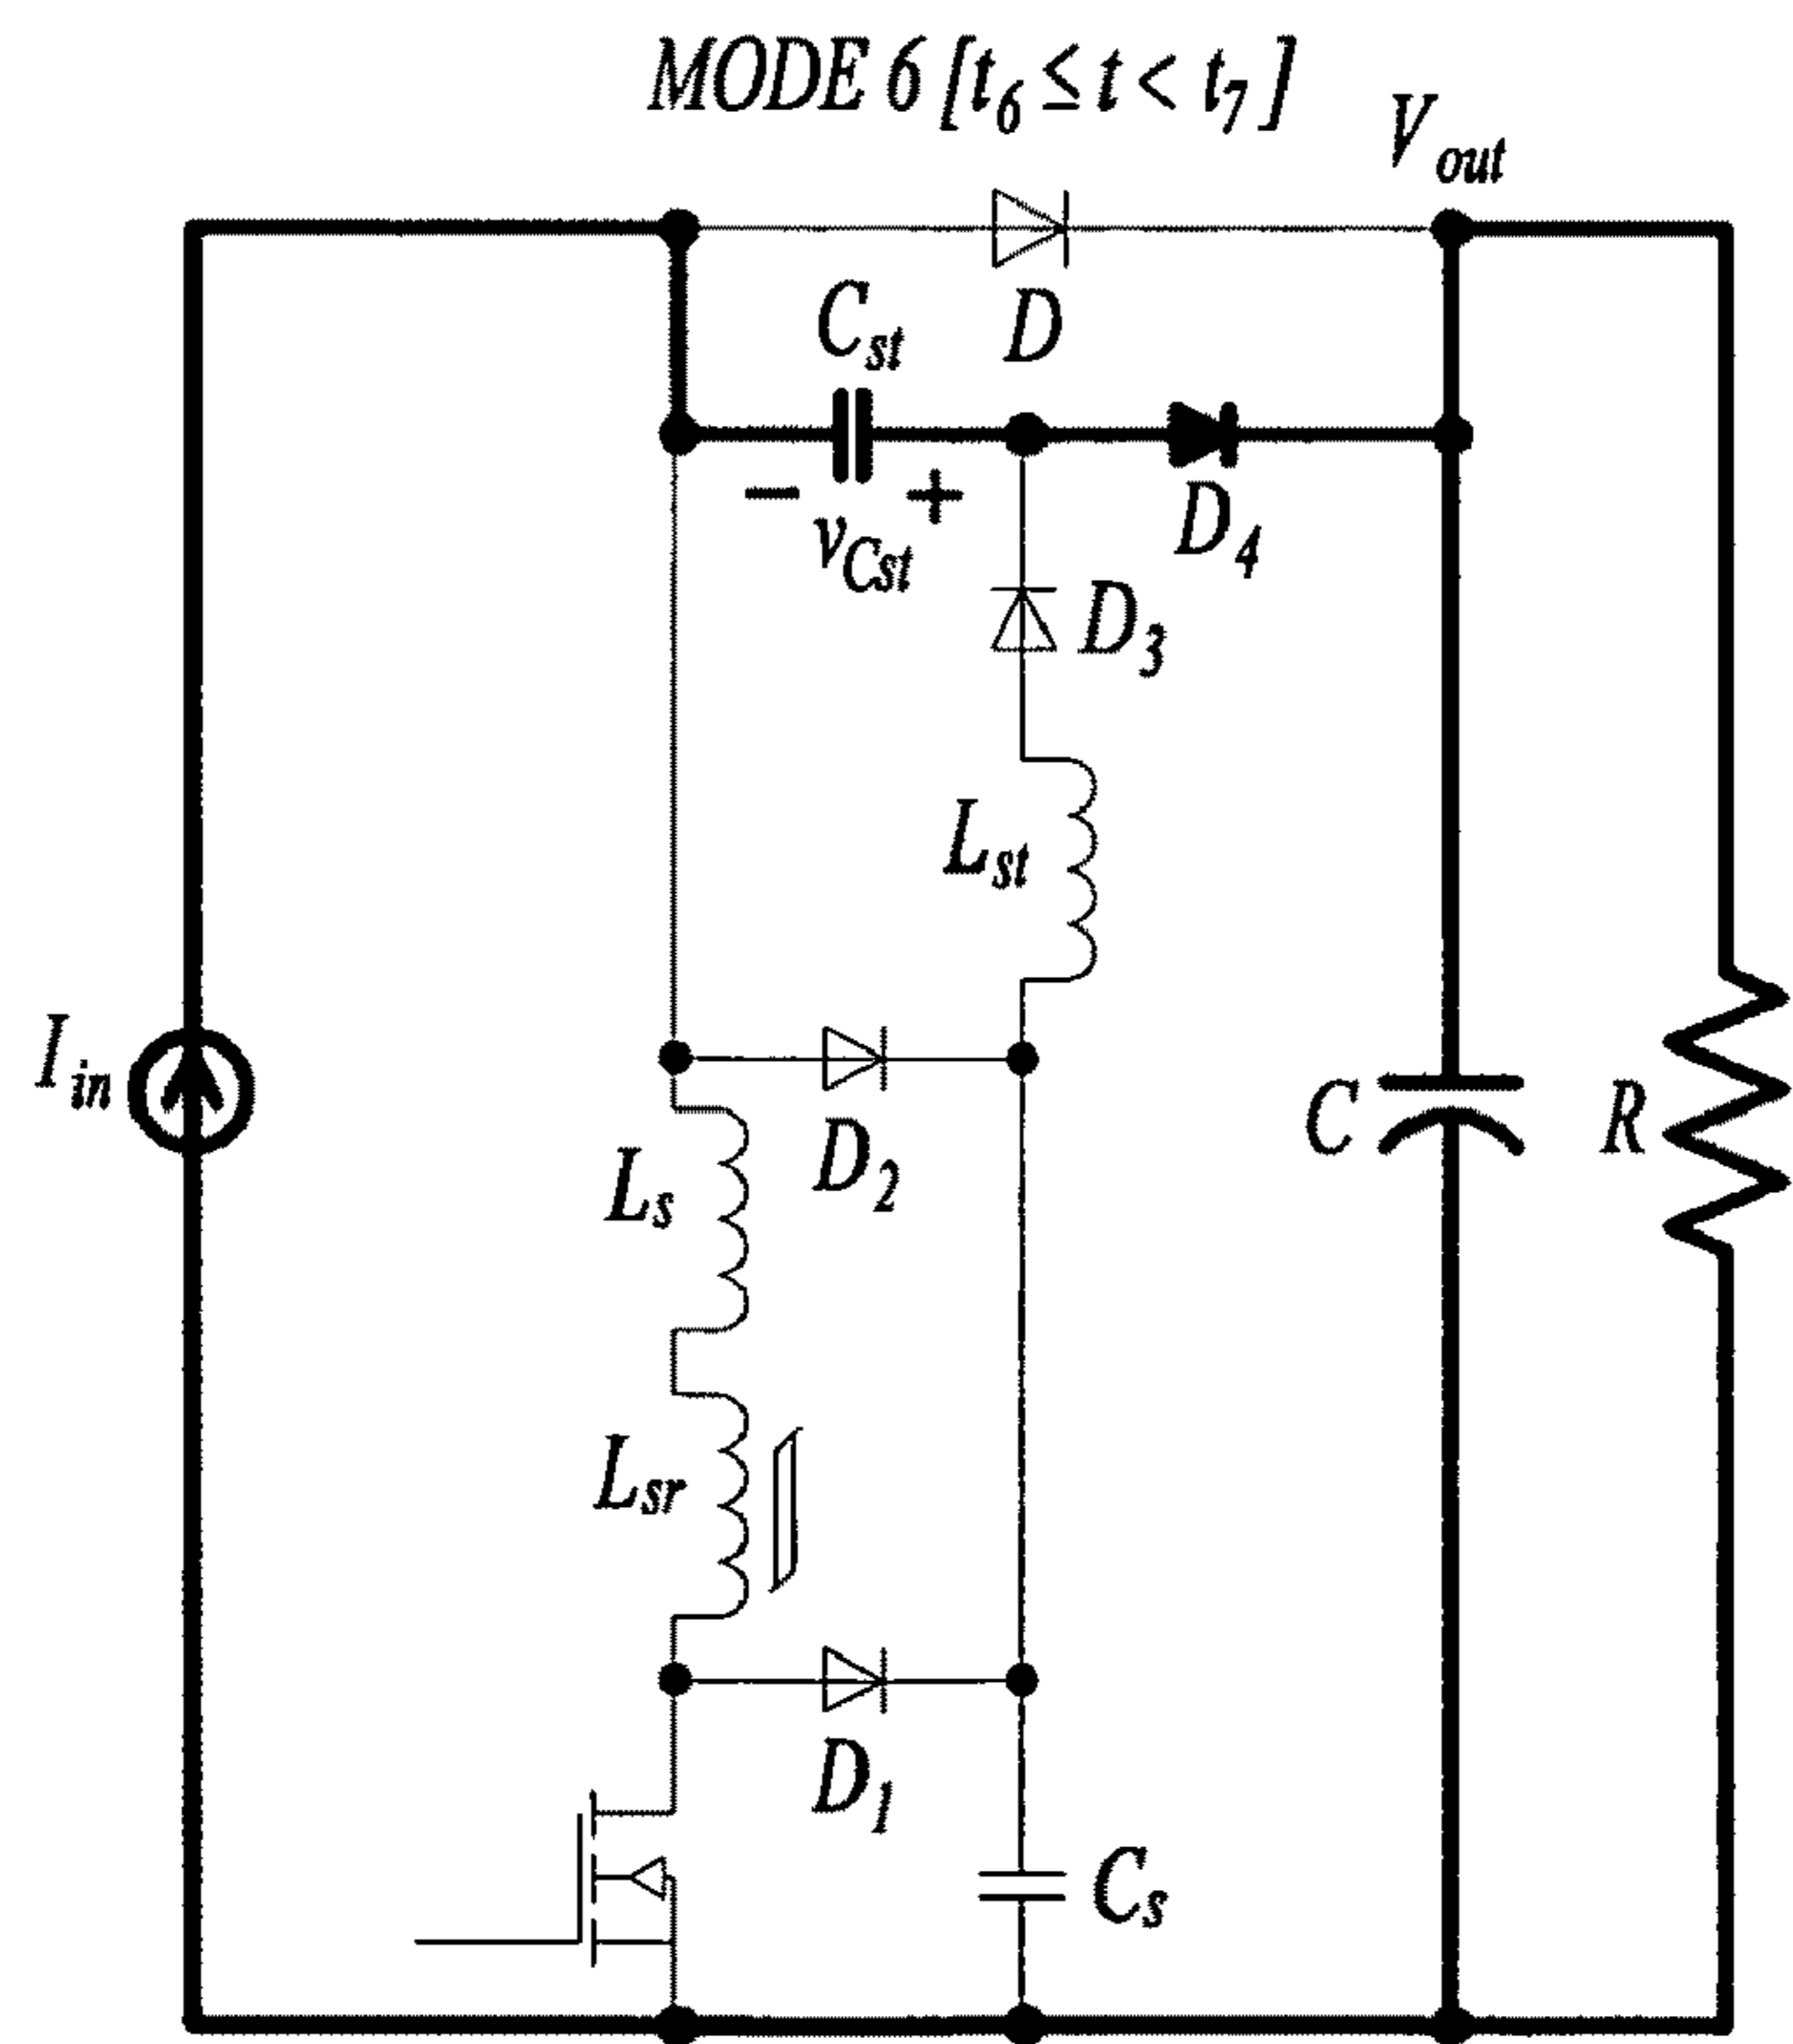 MODE 6 [t6 ≤ t < t7]
Vout
Cst
D
− +
vCst
D4
D3
Lst
Iin
Ls
D2
C
R
Lsr
D1
Cs